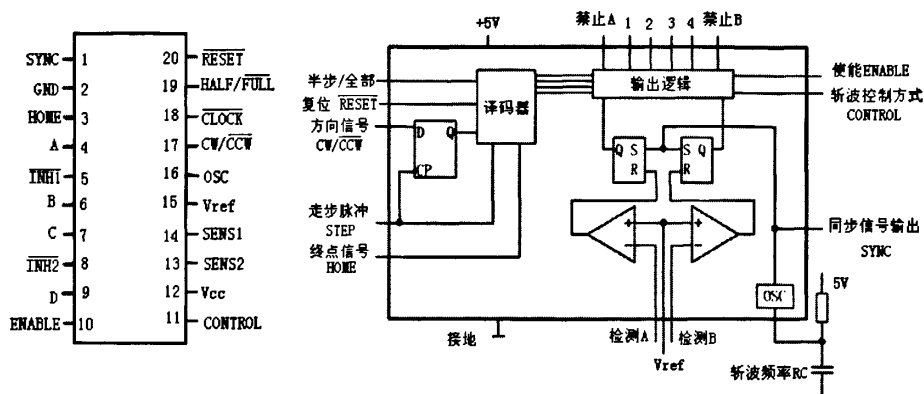 SYNC 1
GND 2
HOME 3
A 4
INH1 5
B 6
C 7
INH2 8
D 9
ENABLE 10
20 RESET
19 HALF/FULL
18 CLOCK
17 CW/CCW
16 OSC
15 Vref
14 SENS1
13 SENS2
12 Vcc
11 CONTROL
+5V
禁止A 1 2 3 4 禁止B
半步/全部
复位 RESET
方向信号
CW/CCW
走步脉冲
STEP
终点信号
HOME
译码器
D Q
CP
输出逻辑
使能ENABLE
斩波控制方式
CONTROL
Q S
R
S Q
R
同步信号输出
SYNC
OSC
5V
接地
检测A
Vref
检测B
斩波频率RC